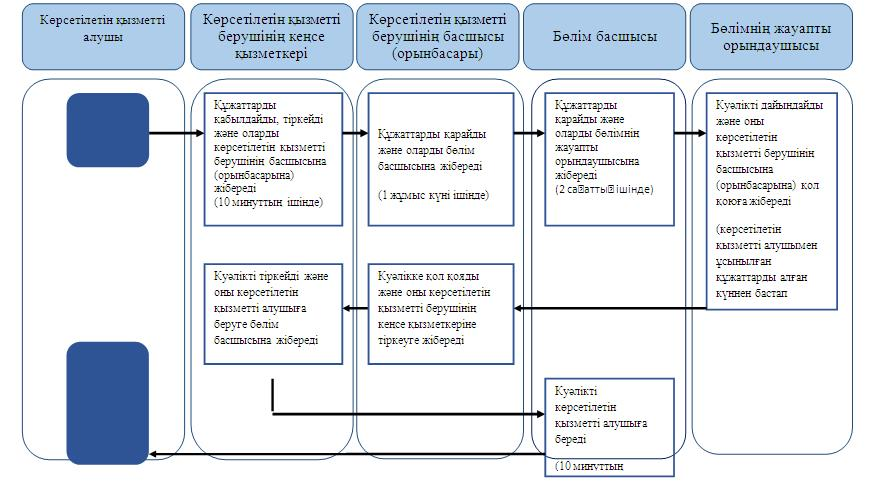 Көрсетілетін қызметті
алушы
Көрсетілетін қызметті
берушінің кеңсе
қызметкері
Көрсетілетін қызметті
берушінің басшысы
(орынбасары)
Бөлім басшысы
Бөлімнің жауапты
орындаушысы
Құжаттарды
қабылдайды, тіркейді
және оларды
көрсетілетін қызметті
берушінің басшысына
(орынбасарына)
жібереді
(10 минуттың ішінде)
Құжаттарды қарайды
және оларды бөлім
басшысына жібереді
(1 жұмыс күні ішінде)
Құжаттарды
қарайды және
оларды бөлімнің
жауапты
орындаушысына
жібереді
(2 са атты ішінде)
Куәлікті дайындайды
және оны
көрсетілетін
қызметті берушінің
басшысына
(орынбасарына) қол
қоюға жібереді
(көрсетілетін
қызметті алушымен
ұсынылған
құжаттарды алған
күннен бастап
Куәлікті тіркейді және
оны көрсетілетін
қызметті алушыға
беруге бөлім
басшысына жібереді
Куәлікке қол қояды
және оны көрсетілетін
қызметті берушінің
кеңсе қызметкеріне
тіркеуге жібереді
Куәлікті
көрсетілетін
қызметті алушыға
береді
(10 минуттың